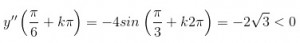 y''(π/6 + kπ) = −4sin(π/3 + k2π) = −2√3 < 0